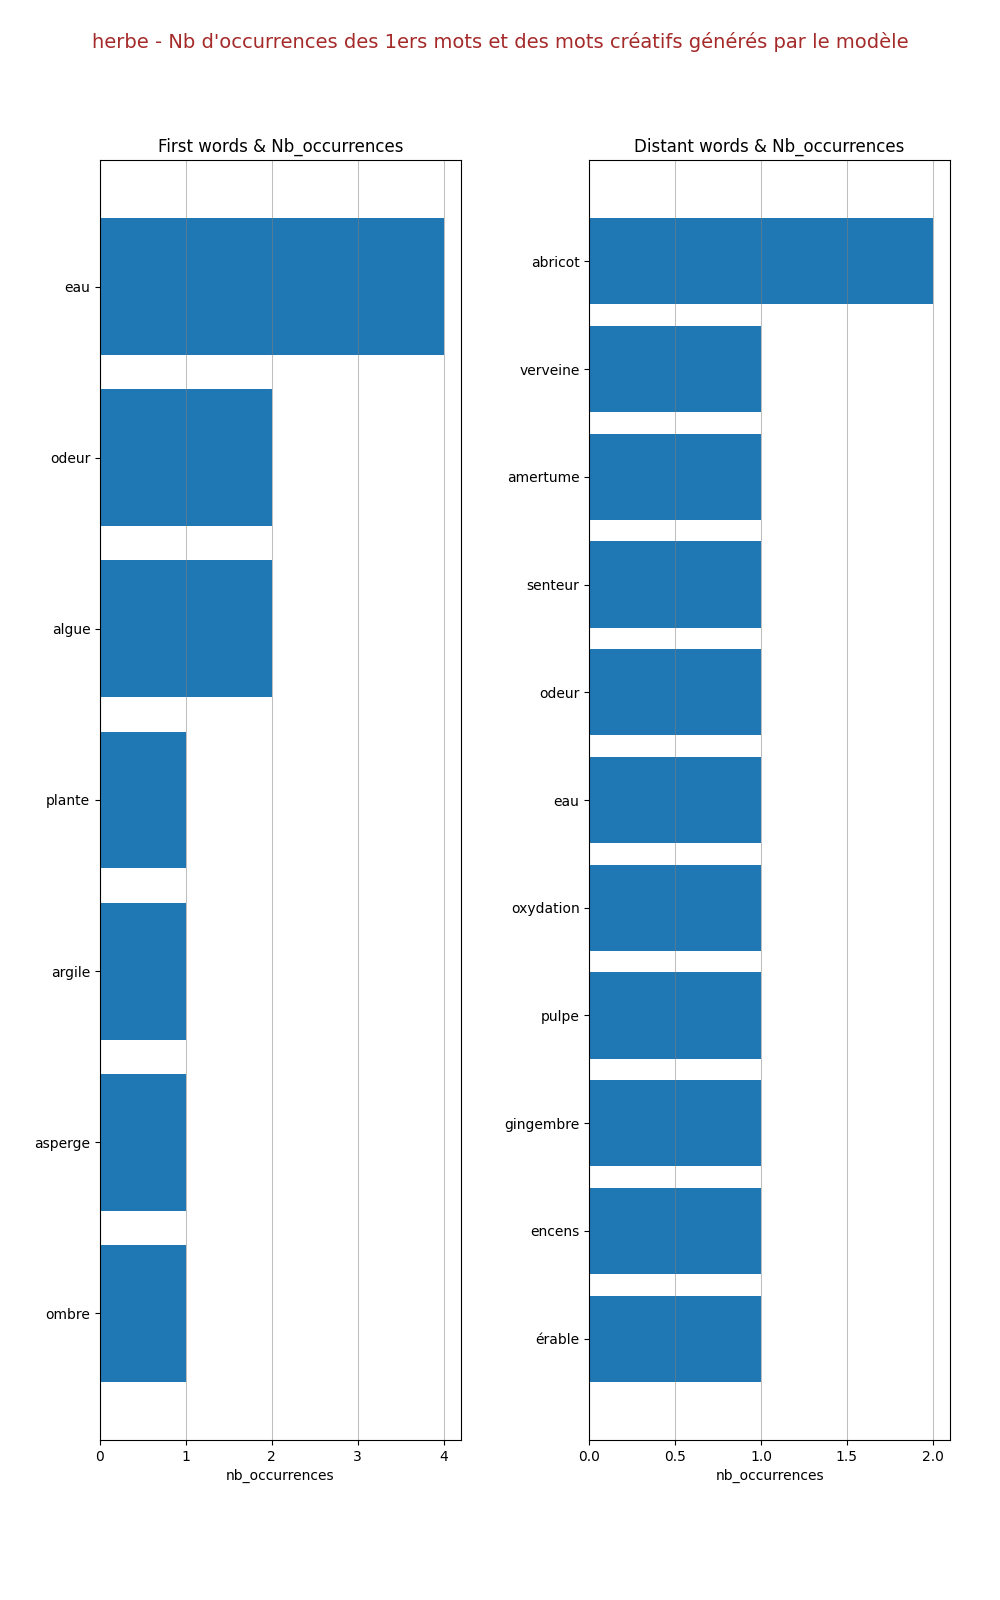 herbe - Nb d'occurrences des 1ers mots et des mots créatifs générés par le modèle
First words & Nb_occurrences
eau
odeur
algue
plante
argile
asperge
ombre
0 1 2 3 4
nb_occurrences
Distant words & Nb_occurrences
abricot
verveine
amertume
senteur
odeur
eau
oxydation
pulpe
gingembre
encens
érable
0.0 0.5 1.0 1.5 2.0
nb_occurrences